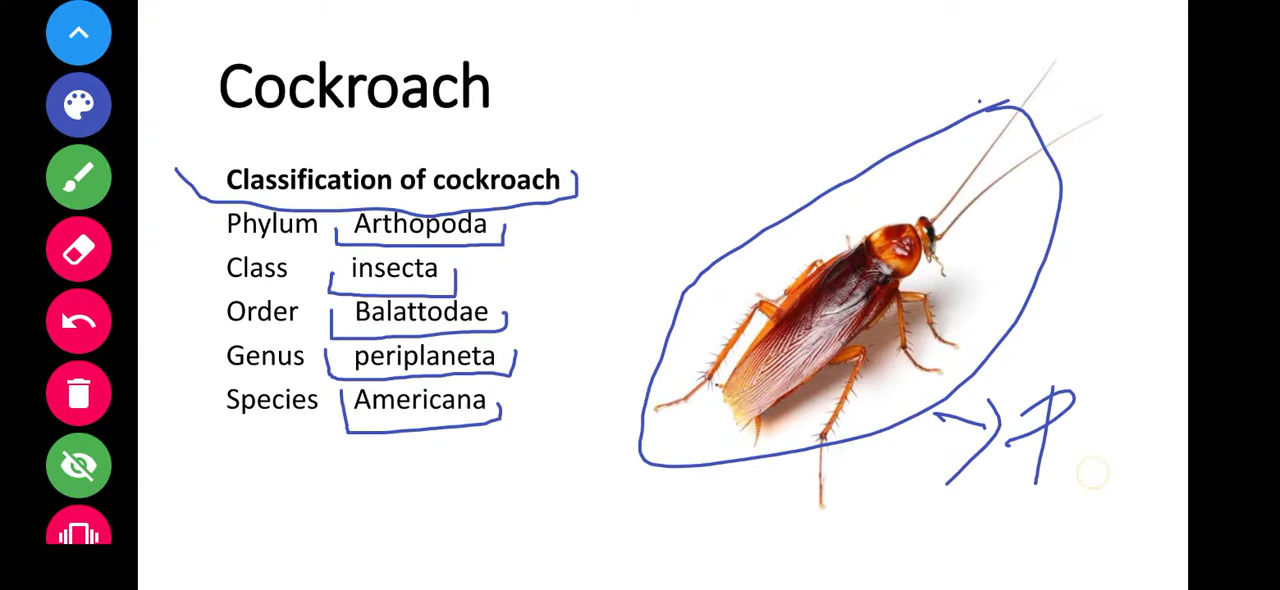 Cockroach
Classification of cockroach
Phylum Arthopoda
Class insecta
Order Balattodae
Genus periplaneta
Species Americana
P